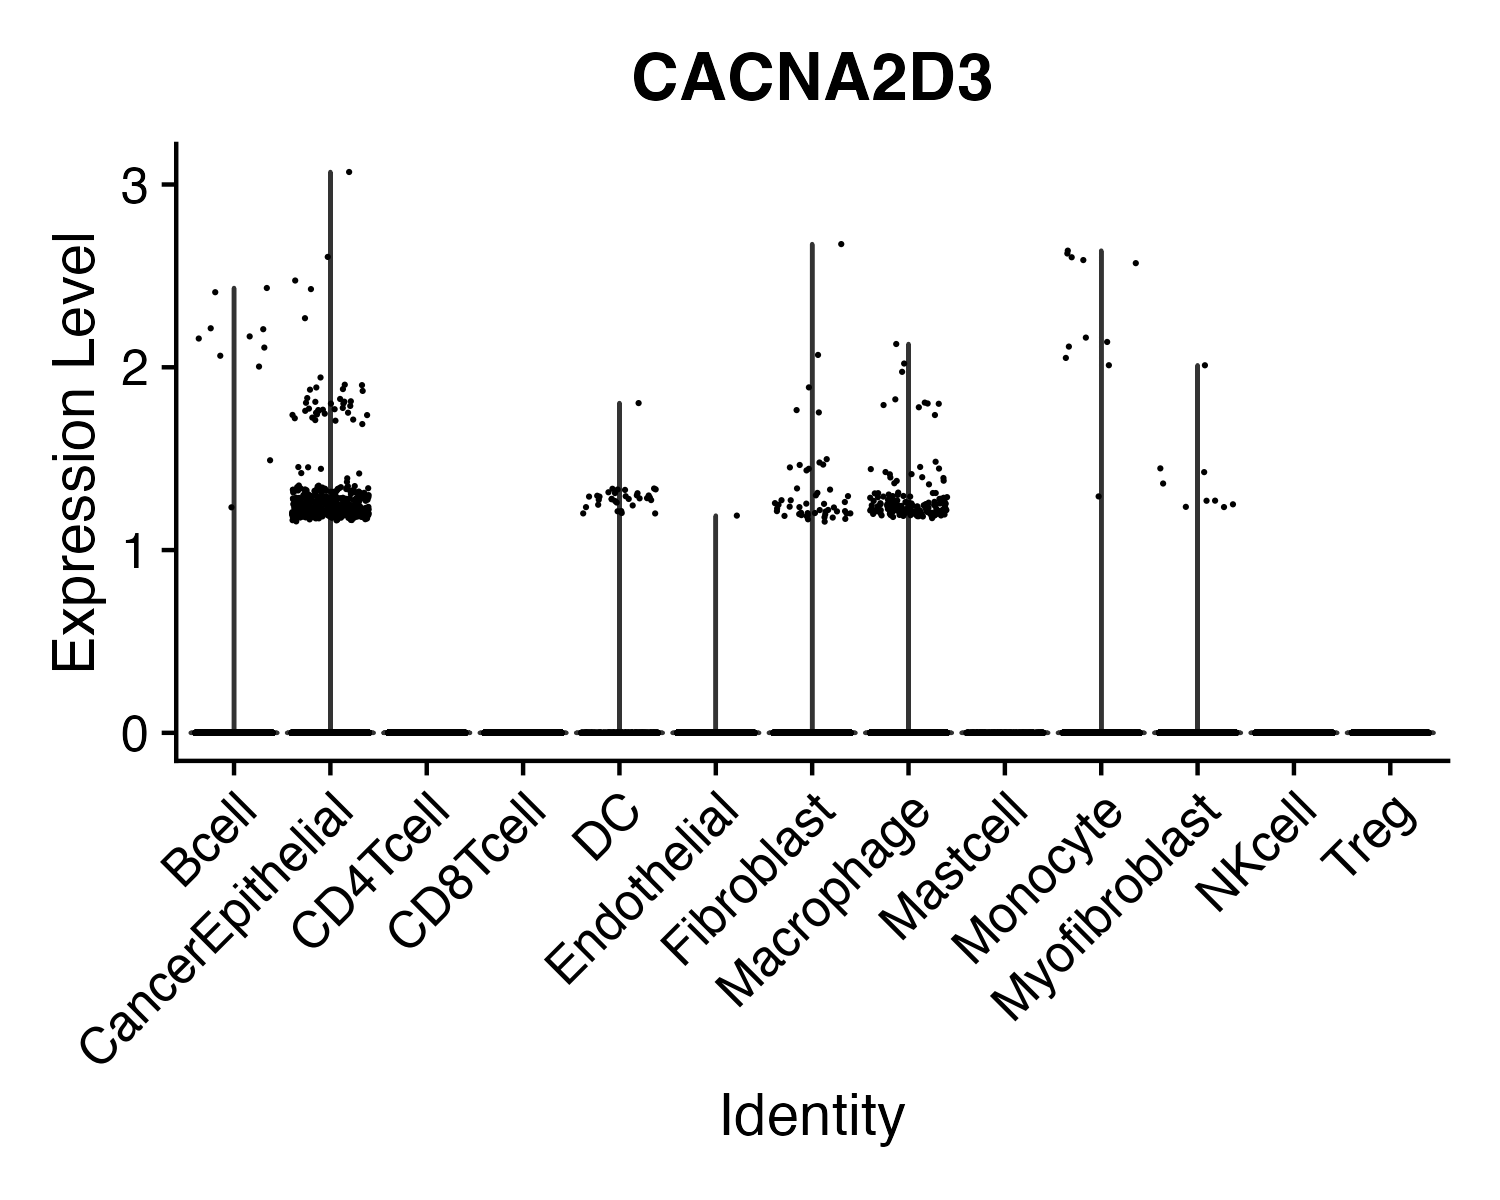 CACNA2D3
Expression Level
3
2
1
0
Bcell
CancerEpithelial
CD4Tcell
CD8Tcell
DC
Endothelial
Fibroblast
Macrophage
Mastcell
Monocyte
Myofibroblast
NKcell
Treg
Identity